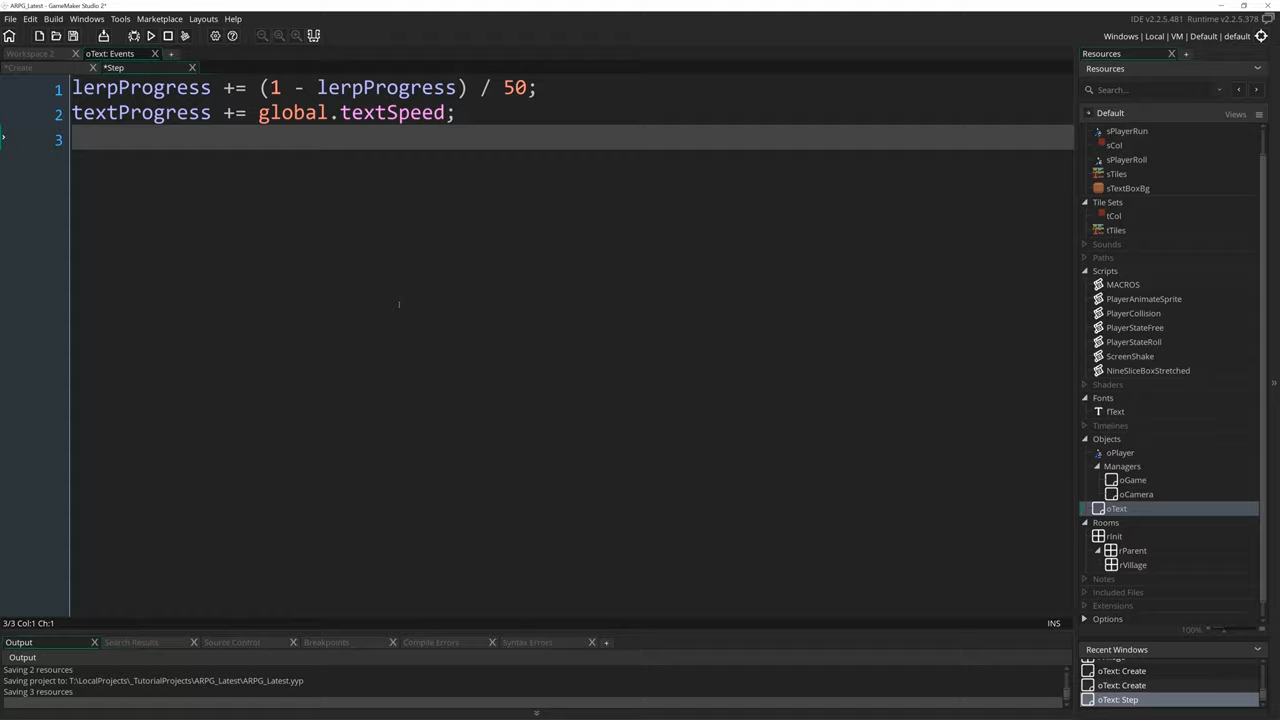 ARPG_Latest - GameMaker Studio 2*
File Edit Build Windows Tools Marketplace Layouts Help
IDE v2.2.5.481 Runtime v2.2.5.378
Windows | Local | VM | Default | default
Workspace 2 oText: Events
*Create *Step
1 lerpProgress += (1 - lerpProgress) / 50;
2 textProgress += global.textSpeed;
3
Resources
Resources
Search...
Default Views
sPlayerRun
sCol
sPlayerRoll
sTiles
sTextBoxBg
Tile Sets
tCol
tTiles
Sounds
Paths
Scripts
MACROS
PlayerAnimateSprite
PlayerCollision
PlayerStateFree
PlayerStateRoll
ScreenShake
NineSliceBoxStretched
Shaders
Fonts
fText
Timelines
Objects
oPlayer
Managers
oGame
oCamera
oText
Rooms
rInit
rParent
rVillage
Notes
Included Files
Extensions
Options
100%
Recent Windows
oText: Create
oText: Create
oText: Step
3/3 Col:1 Ch:1 INS
Output Search Results Source Control Breakpoints Compile Errors Syntax Errors
Output
Saving 2 resources
Saving project to: T:\LocalProjects\_TutorialProjects\ARPG_Latest\ARPG_Latest.yyp
Saving 3 resources